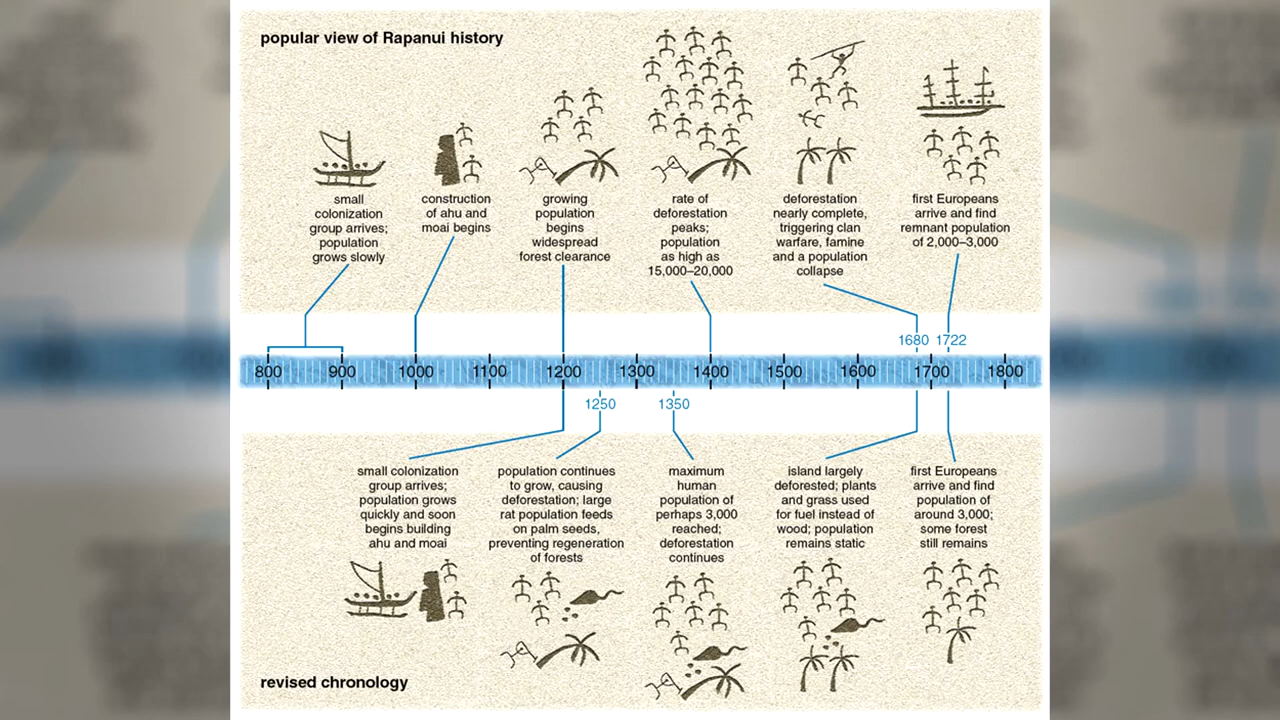 popular view of Rapanui history
small
colonization
group arrives;
population
grows slowly
construction
of ahu and
moai begins
growing
population
begins
widespread
forest clearance
rate of
deforestation
peaks;
population
as high as
15,000–20,000
deforestation
nearly complete,
triggering clan
warfare, famine
and a population
collapse
first Europeans
arrive and find
remnant population
of 2,000–3,000
1680 1722
800 900 1000 1100 1200 1300 1400 1500 1600 1700 1800
1250 1350
small colonization
group arrives;
population grows
quickly and soon
begins building
ahu and moai
population continues
to grow, causing
deforestation; large
rat population feeds
on palm seeds,
preventing regeneration
of forests
maximum
human
population of
perhaps 3,000
reached;
deforestation
continues
island largely
deforested; plants
and grass used
for fuel instead of
wood; population
remains static
first Europeans
arrive and find
population of
around 3,000;
some forest
still remains
revised chronology